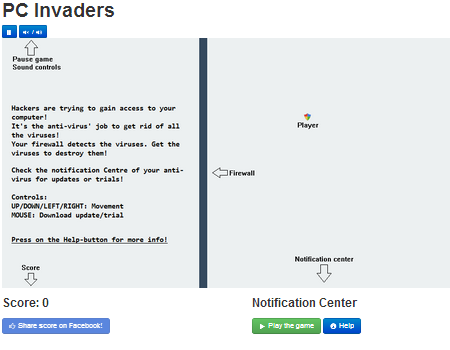 PC Invaders
Pause game
Sound controls
Hackers are trying to gain access to your
computer!
It's the anti-virus' job to get rid of all
the viruses!
Your firewall detects the viruses. Get the
viruses to destroy them!
Check the notification Centre of your anti-
virus for updates or trials!
Controls:
UP/DOWN/LEFT/RIGHT: Movement
MOUSE: Download update/trial
Press on the Help-button for more info!
Player
Firewall
Score
Notification center
Score: 0
Notification Center
Share score on Facebook!
Play the game
Help